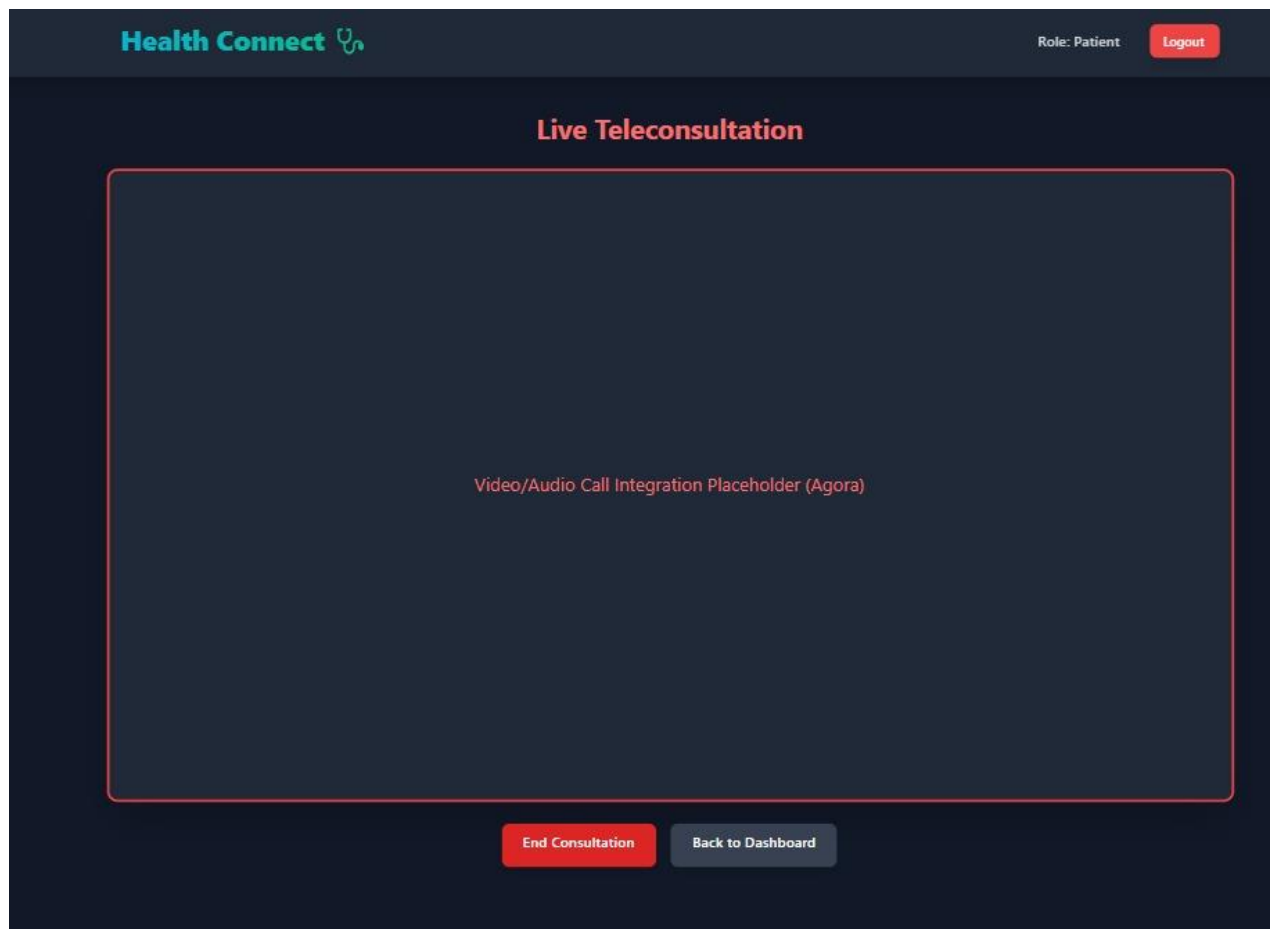 Health Connect
Role: Patient
Logout
Live Teleconsultation
Video/Audio Call Integration Placeholder (Agora)
End Consultation
Back to Dashboard